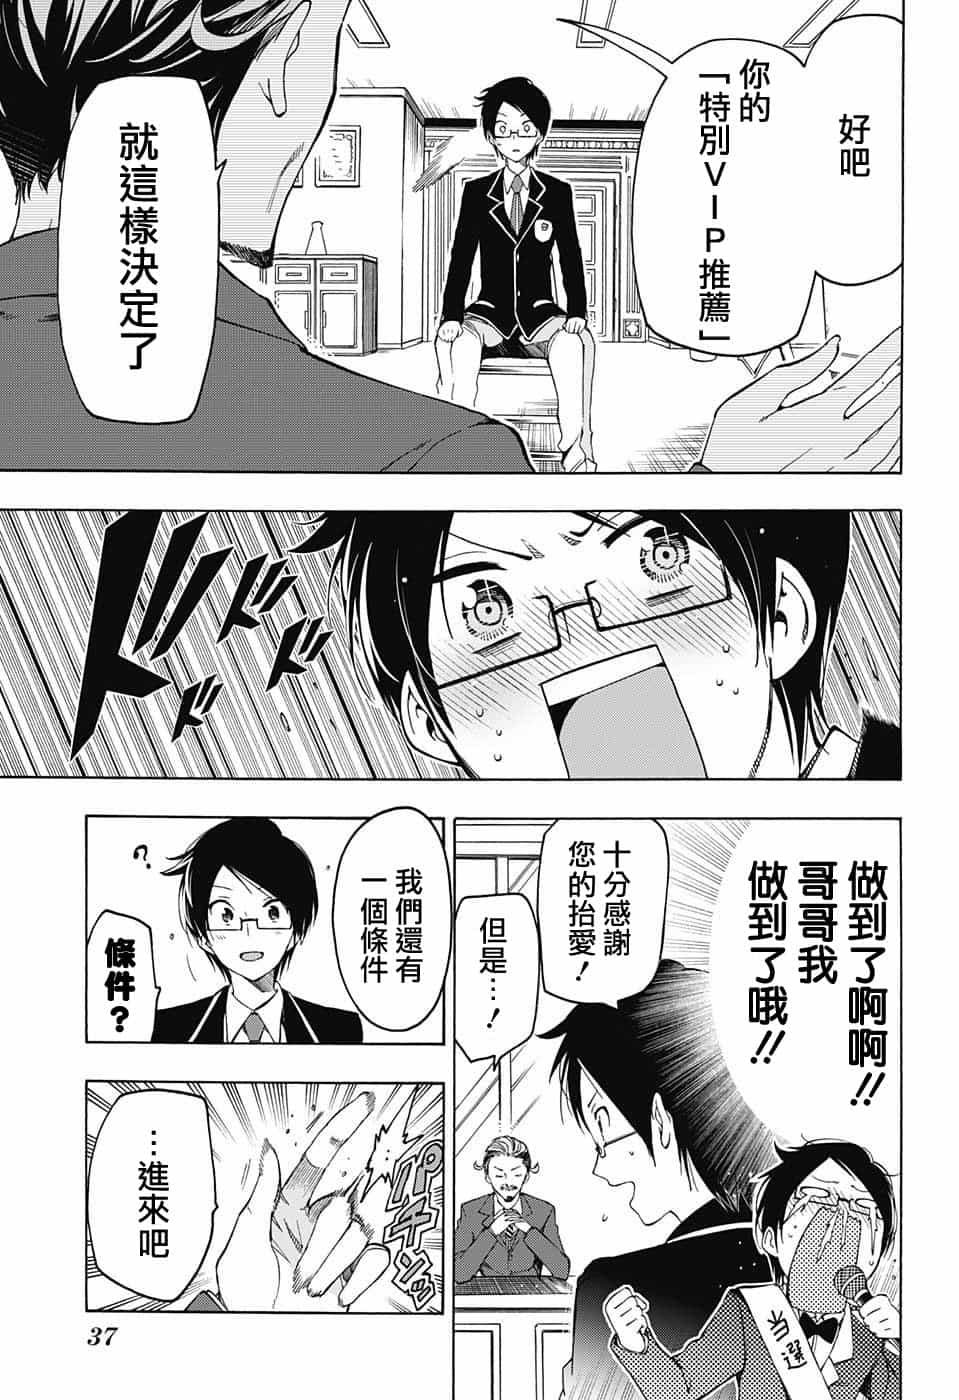 好吧
你的
「特別VIP推薦」
就這樣決定了
ドドドド
做到了啊啊!!
哥哥我
做到了哦!!
十分感謝
您的抬愛!
但是…!
当選
我們還有
一個條件
?
條件?
パチンッ
…進來吧
37